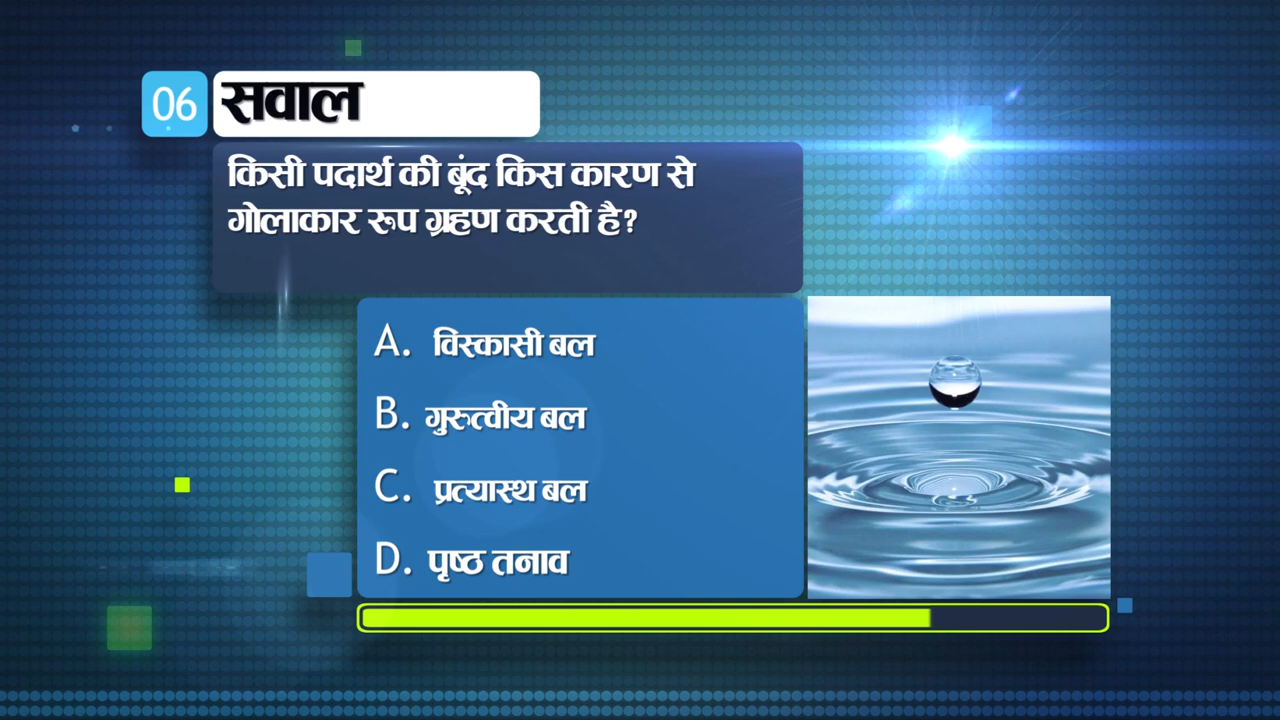 06 सवाल
किसी पदार्थ की बूंद किस कारण से
गोलाकार रुप ग्रहण करती है?
A. विस्कासी बल
B. गुरुत्वीय बल
C. प्रत्यास्थ बल
D. पृष्ठ तनाव